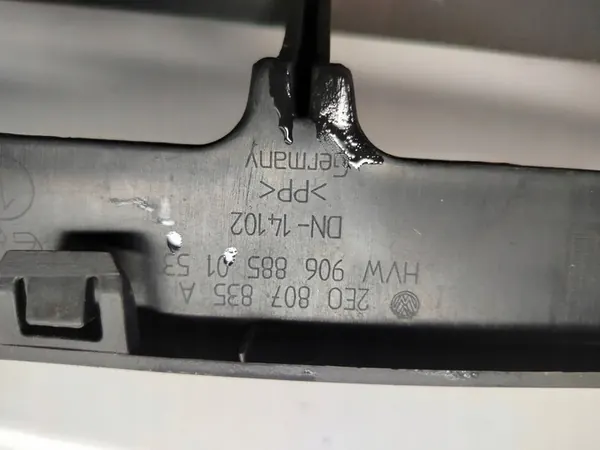 2E0 807 835 A
HVW 906 885 01 53
DN-14102
>PP<
Germany